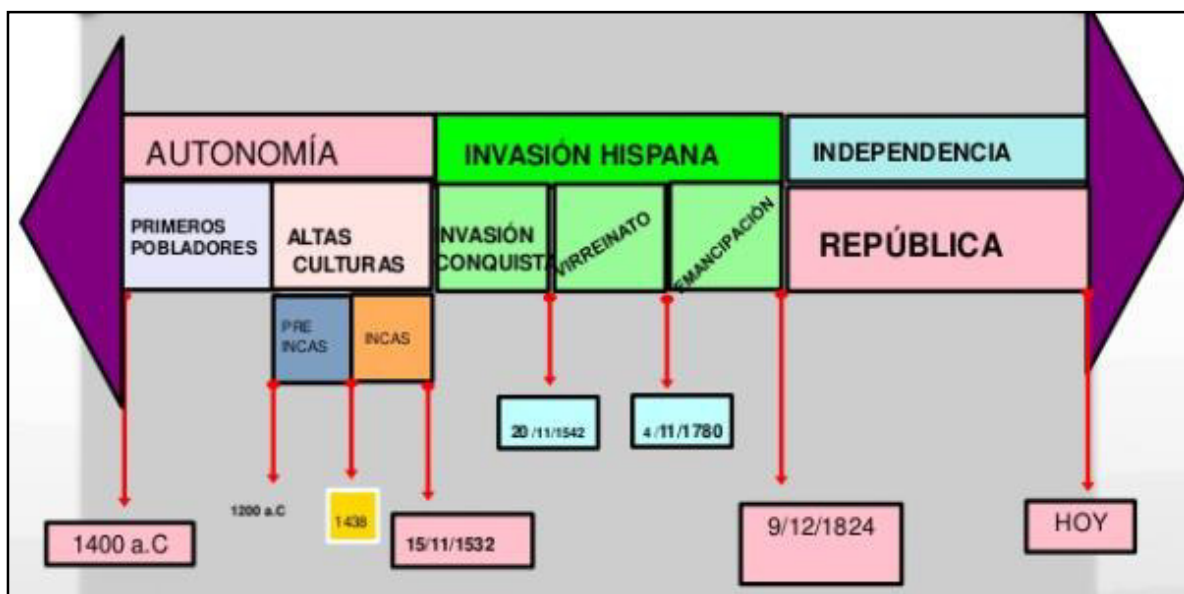 AUTONOMÍA
INVASIÓN HISPANA
INDEPENDENCIA
PRIMEROS
POBLADORES
ALTAS
CULTURAS
NVASIÓN
CONQUISTA
VIRREINATO
EMANCIPACIÓN
REPÚBLICA
PRE
INCAS
INCAS
20 /11/1542
4 /11/1780
1400 a.C
1200 a.C
1438
15/11/1532
9/12/1824
HOY